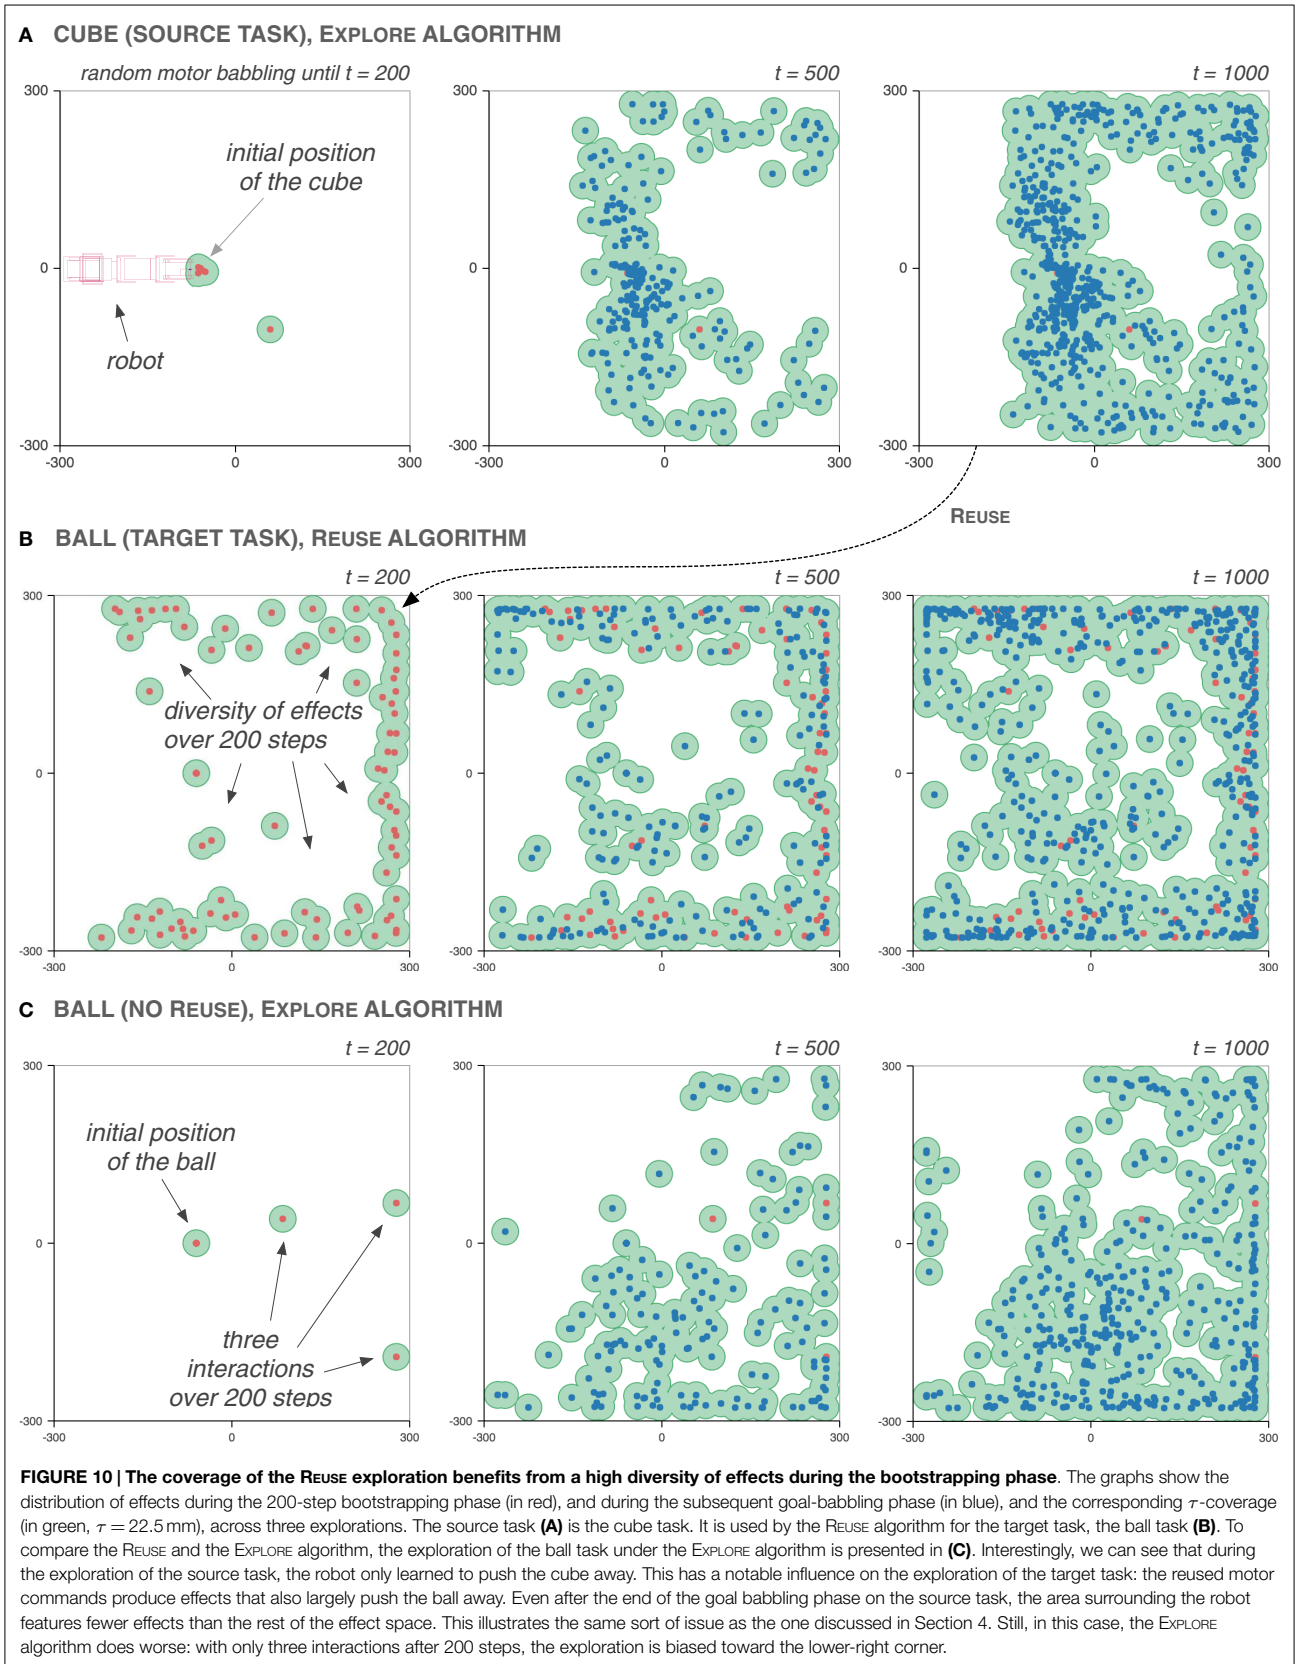 A CUBE (SOURCE TASK), EXPLORE ALGORITHM
random motor babbling until t = 200
t = 500
t = 1000
300
300
300
initial position
of the cube
0
0
0
robot
-300
-300
-300
-300 0 300
-300 0 300
-300 0 300
REUSE
B BALL (TARGET TASK), REUSE ALGORITHM
t = 200
t = 500
t = 1000
300
300
300
diversity of effects
over 200 steps
0
0
0
-300
-300
-300
-300 0 300
-300 0 300
-300 0 300
C BALL (NO REUSE), EXPLORE ALGORITHM
t = 200
t = 500
t = 1000
300
300
300
initial position
of the ball
0
0
0
three
interactions
over 200 steps
-300
-300
-300
-300 0 300
-300 0 300
-300 0 300
FIGURE 10 | The coverage of the REUSE exploration benefits from a high diversity of effects during the bootstrapping phase. The graphs show the
distribution of effects during the 200-step bootstrapping phase (in red), and during the subsequent goal-babbling phase (in blue), and the corresponding τ-coverage
(in green, τ = 22.5 mm), across three explorations. The source task (A) is the cube task. It is used by the REUSE algorithm for the target task, the ball task (B). To
compare the REUSE and the EXPLORE algorithm, the exploration of the ball task under the EXPLORE algorithm is presented in (C). Interestingly, we can see that during
the exploration of the source task, the robot only learned to push the cube away. This has a notable influence on the exploration of the target task: the reused motor
commands produce effects that also largely push the ball away. Even after the end of the goal babbling phase on the source task, the area surrounding the robot
features fewer effects than the rest of the effect space. This illustrates the same sort of issue as the one discussed in Section 4. Still, in this case, the EXPLORE
algorithm does worse: with only three interactions after 200 steps, the exploration is biased toward the lower-right corner.